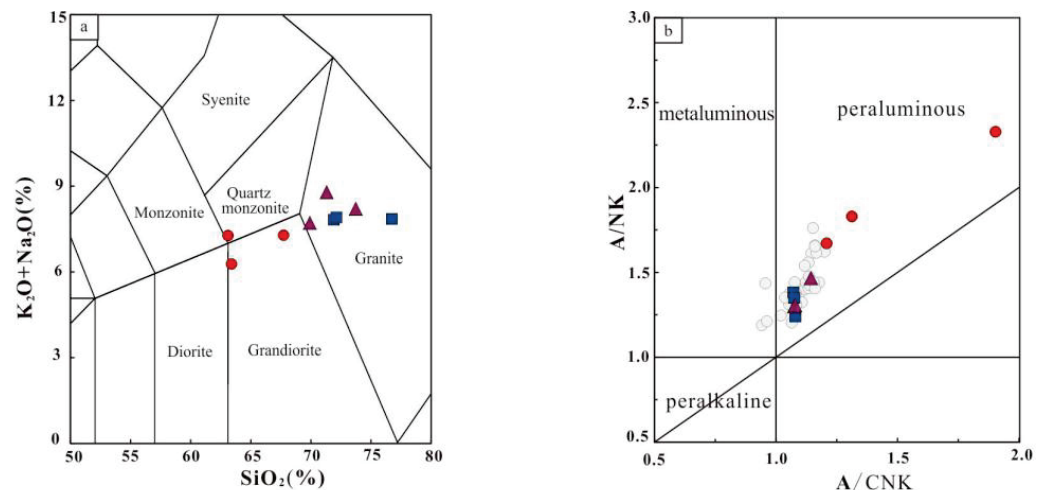 a
15
12
9
6
3
0
K₂O+Na₂O(%)
50
55
60
65
70
75
80
SiO₂(%)
Syenite
Quartz
monzonite
Monzonite
Granite
Diorite
Grandiorite
b
3.0
2.5
2.0
1.5
1.0
0.5
A/NK
0.5
1.0
1.5
2.0
A/CNK
metaluminous
peraluminous
peralkaline